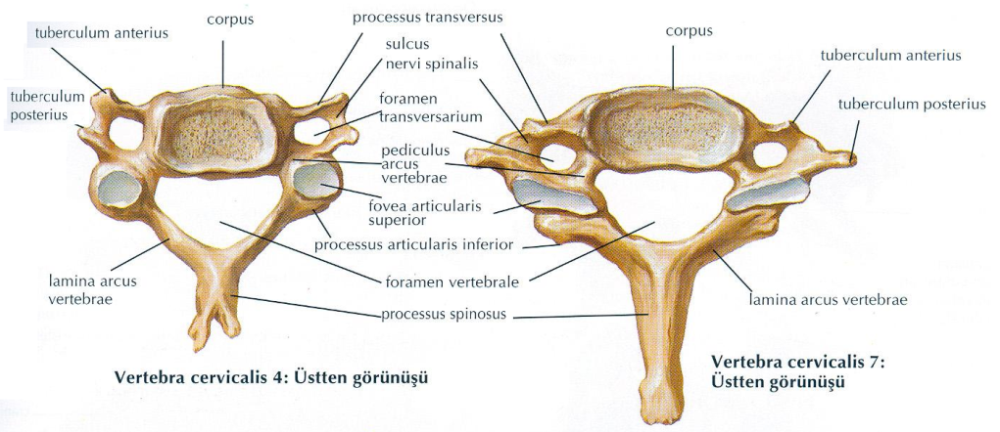 corpus
tuberculum anterius
tuberculum
posterius
processus transversus
sulcus
nervi spinalis
foramen
transversarium
pediculus
arcus
vertebrae
fovea articularis
superior
processus articularis inferior
foramen vertebrale
processus spinosus
lamina arcus
vertebrae
Vertebra cervicalis 4: Üstten görünüşü
corpus
tuberculum anterius
tuberculum posterius
lamina arcus vertebrae
Vertebra cervicalis 7:
Üstten görünüşü